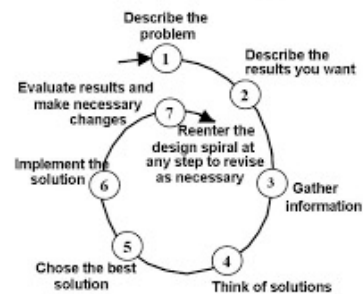 Describe the
problem
1
Describe the
results you want
2
3
Gather
information
4
Think of solutions
5
Chose the best
solution
6
Implement the
solution
Evaluate results and
make necessary
changes
7
Reenter the
design spiral at
any step to revise
as necessary